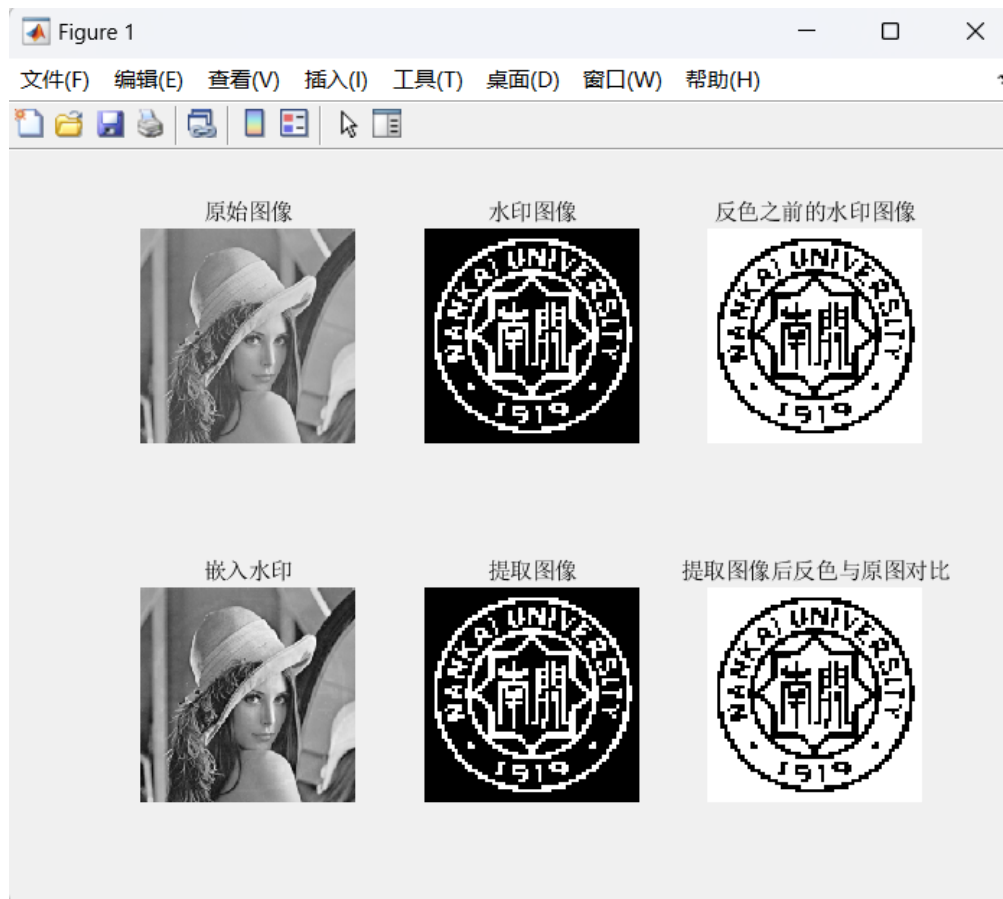 Figure 1
文件(F) 编辑(E) 查看(V) 插入(I) 工具(T) 桌面(D) 窗口(W) 帮助(H)
原始图像 水印图像 反色之前的水印图像
NANKAI UNIVERSITY NANKAI UNIVERSITY
南開 南開
1919 1919
嵌入水印 提取图像 提取图像后反色与原图对比
NANKAI UNIVERSITY NANKAI UNIVERSITY
南開 南開
1919 1919